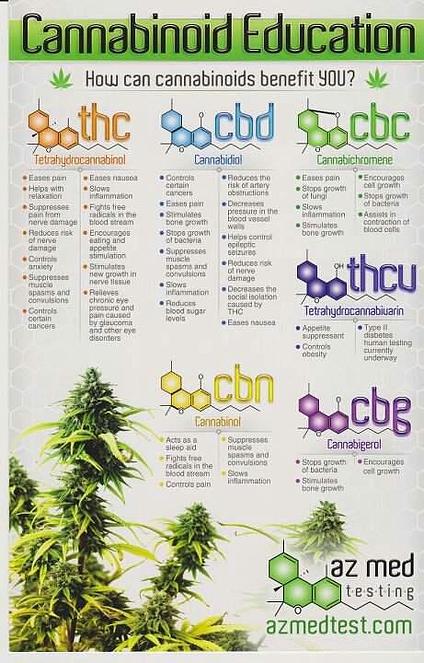 Cannabinoid Education
How can cannabinoids benefit YOU?
thc
Tetrahydrocannabinol
Eases pain
Helps with
relaxation
Suppresses
pain from
nerve damage
Reduces risk
of nerve
damage
Controls
anxiety
Suppresses
muscle
spasms and
convulsions
Controls
certain
cancers
Eases nausea
Slows
inflammation
Fights free
radicals in the
blood stream
Encourages
eating and
appetite
stimulation
Stimulates
new growth in
nerve tissue
Relieves
chronic eye
pressure and
pain caused
by glaucoma
and other eye
disorders
cbd
Cannabidiol
Controls
certain
cancers
Eases pain
Stimulates
bone growth
Stops growth
of bacteria
Suppresses
muscle
spasms and
convulsions
Slows
inflammation
Reduces
blood sugar
levels
Reduces the
risk of artery
obstructions
Decreases
pressure in the
blood vessel
walls
Helps control
epileptic
seizures
Reduces risk
of nerve
damage
Decreases the
social isolation
caused by
THC
Eases nausea
cbc
Cannabichromene
Eases pain
Stops growth
of fungi
Slows
inflammation
Stimulates
bone growth
Encourages
cell growth
Stops growth
of bacteria
Assists in
contraction of
blood cells
thcv
Tetrahydrocannabivarin
Appetite
suppressant
Controls
obesity
Type II
diabetes
human testing
currently
underway
cbn
Cannabinol
Acts as a
sleep aid
Fights free
radicals in the
blood stream
Controls pain
Suppresses
muscle
spasms and
convulsions
Slows
inflammation
cbg
Cannabigerol
Stops growth
of bacteria
Stimulates
bone growth
Encourages
cell growth
az med
testing
azmedtest.com